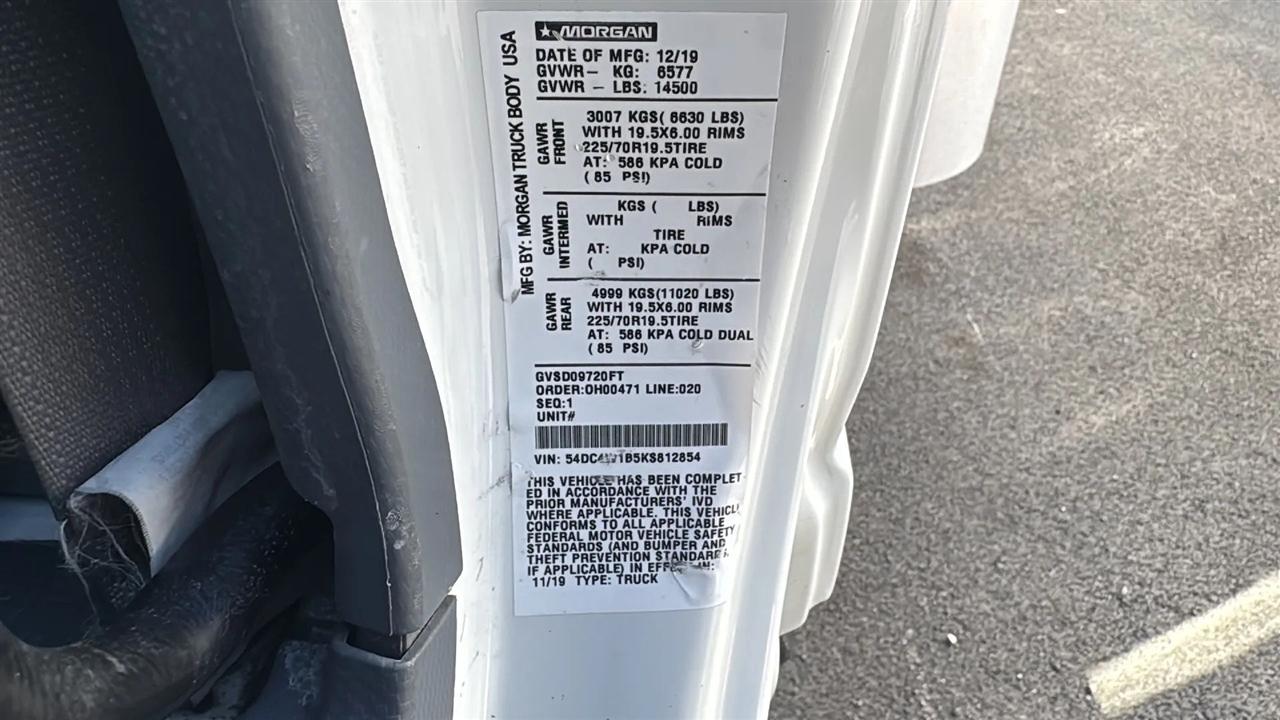 MORGAN
DATE OF MFG: 12/19
GVWR- KG: 6577
GVWR - LBS: 14500
MFG BY: MORGAN TRUCK BODY USA
GAWR FRONT
3007 KGS( 6630 LBS)
WITH 19.5X6.00 RIMS
225/70R19.5TIRE
AT: 586 KPA COLD
( 85 PSI)
GAWR INTERMED
KGS ( LBS)
WITH RIMS
TIRE
AT: KPA COLD
( PSI)
GAWR REAR
4999 KGS(11020 LBS)
WITH 19.5X6.00 RIMS
225/70R19.5TIRE
AT: 586 KPA COLD DUAL
( 85 PSI)
GVSD09720FT
ORDER:OH00471 LINE:020
SEQ:1
UNIT#
VIN:
THIS VEHICLE HAS BEEN COMPLET-
ED IN ACCORDANCE WITH THE
PRIOR MANUFACTURERS' IVD
WHERE APPLICABLE. THIS VEHICLE
CONFORMS TO ALL APPLICABLE
FEDERAL MOTOR VEHICLE SAFETY
STANDARDS (AND BUMPER AND
THEFT PREVENTION STANDARDS,
IF APPLICABLE) IN EFFECT IN:
11/19 TYPE: TRUCK